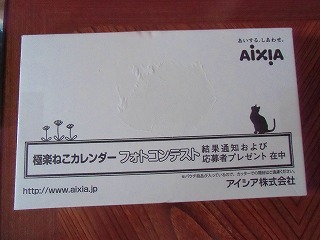 あいする。しあわせ。
AIXIA
極楽ねこカレンダー フォトコンテスト 結果通知および
応募者プレゼント 在中
http://www.aixia.jp
アイシア株式会社